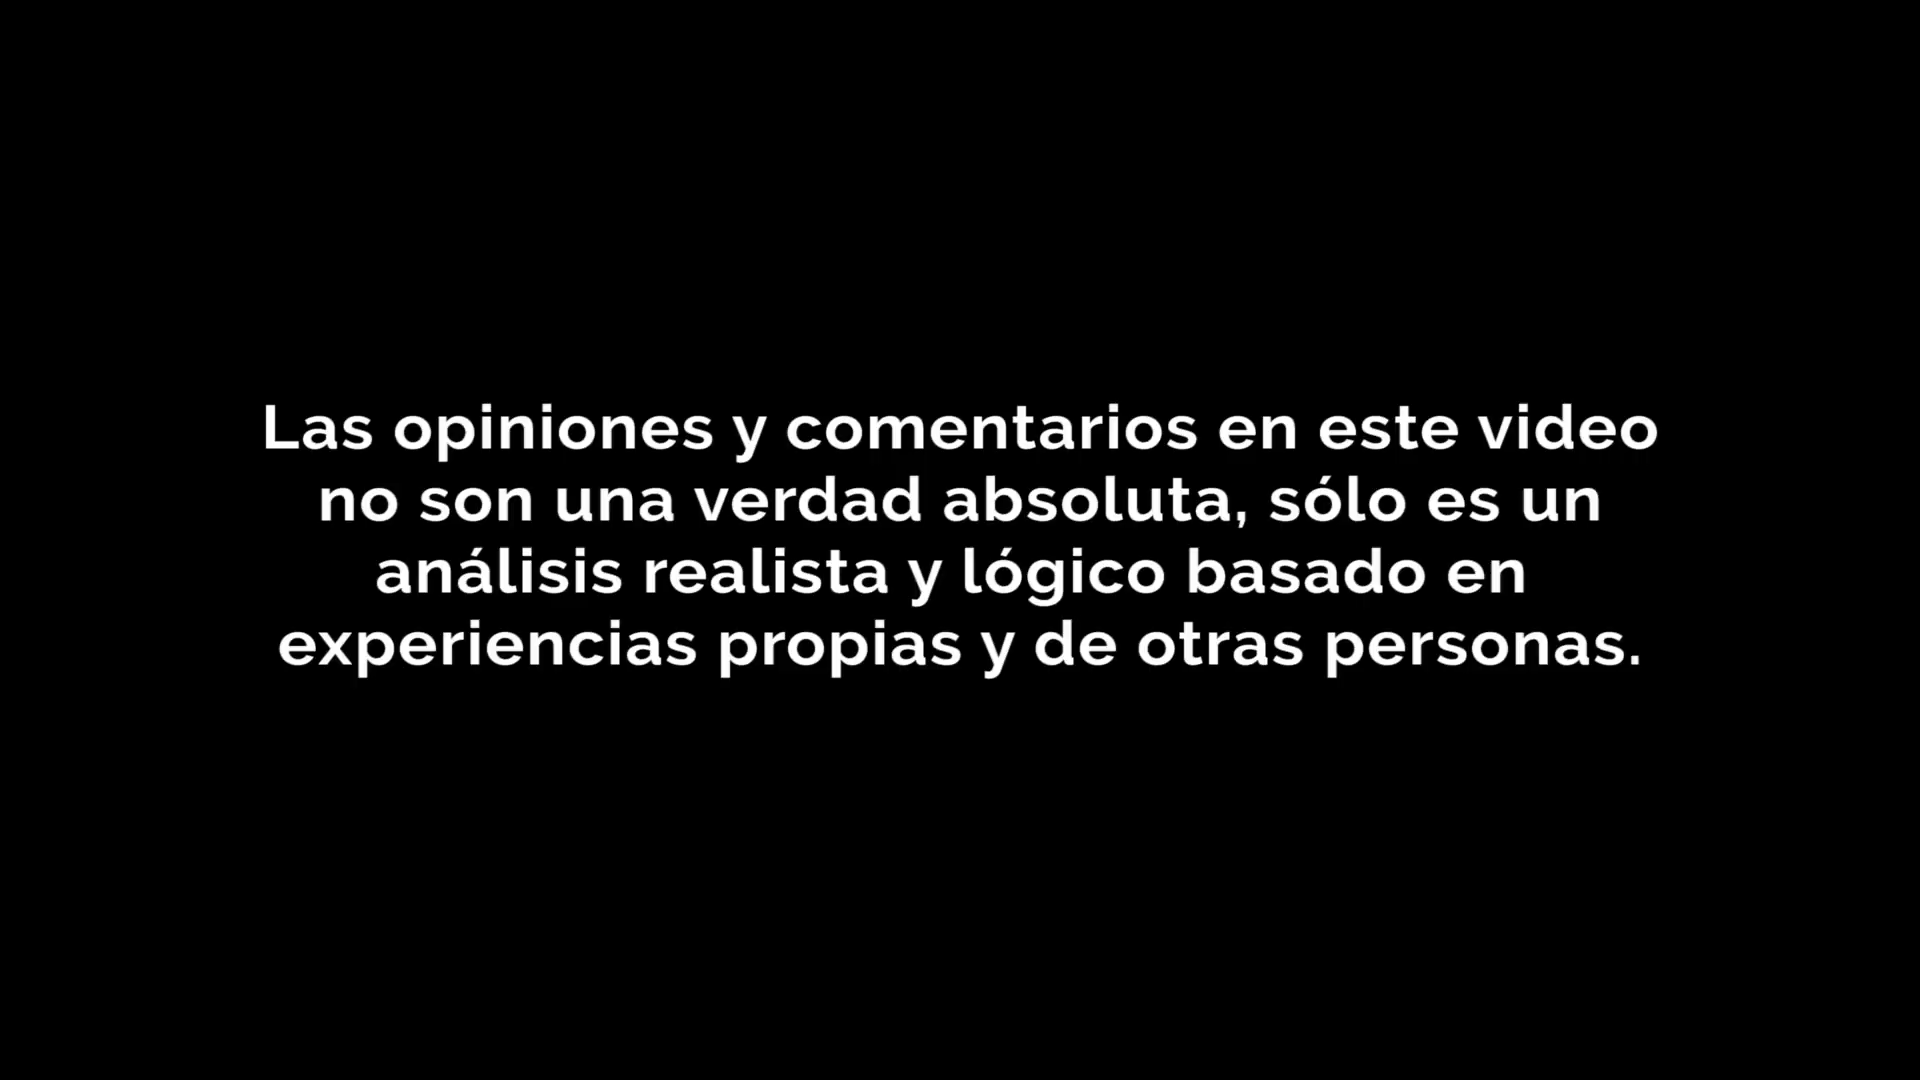 Las opiniones y comentarios en este video
no son una verdad absoluta, sólo es un
análisis realista y lógico basado en
experiencias propias y de otras personas.